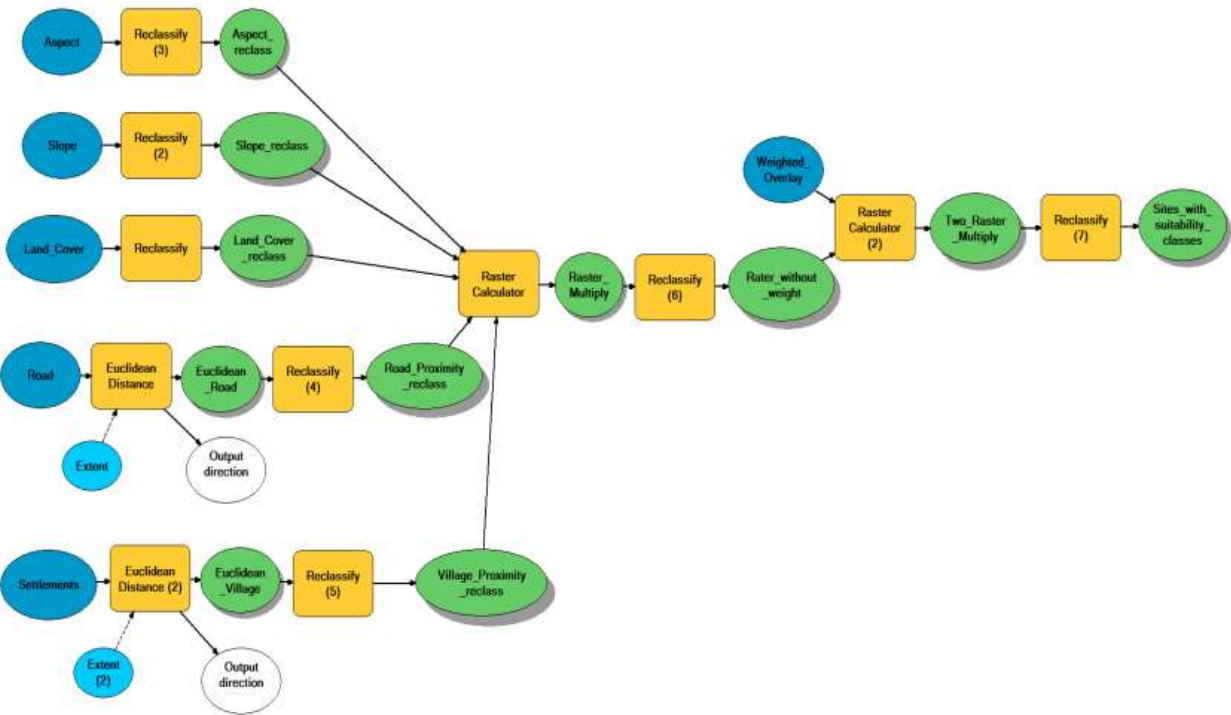 Aspect
Reclassify
(3)
Aspect_
reclass
Slope
Reclassify
(2)
Slope_reclass
Land_Cover
Reclassify
Land_Cover
_reclass
Raster
Calculator
Raster_
Multiply
Reclassify
(6)
Rater_without
_weight
Weighted_
Overlay
Raster
Calculator
(2)
Two_Raster
_Multiply
Reclassify
(7)
Sites_with_
suitability_
classes
Road
Euclidean
Distance
Euclidean
_Road
Reclassify
(4)
Road_Proximity
_reclass
Extent
Output
direction
Settlements
Euclidean
Distance (2)
Euclidean
_Village
Reclassify
(5)
Village_Proximity
_reclass
Extent
(2)
Output
direction